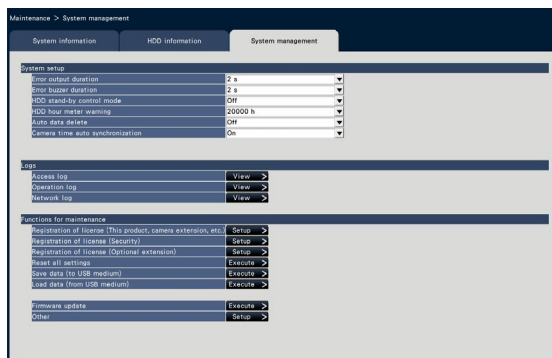 Maintenance > System management
System information HDD information System management
System setup
Error output duration 2 s
Error buzzer duration 2 s
HDD stand-by control mode Off
HDD hour meter warning 20000 h
Auto data delete Off
Camera time auto synchronization On
Logs
Access log View >
Operation log View >
Network log View >
Functions for maintenance
Registration of license (This product, camera extension, etc.) Setup >
Registration of license (Security) Setup >
Registration of license (Optional extension) Setup >
Reset all settings Execute >
Save data (to USB medium) Execute >
Load data (from USB medium) Execute >
Firmware update Execute >
Other Setup >